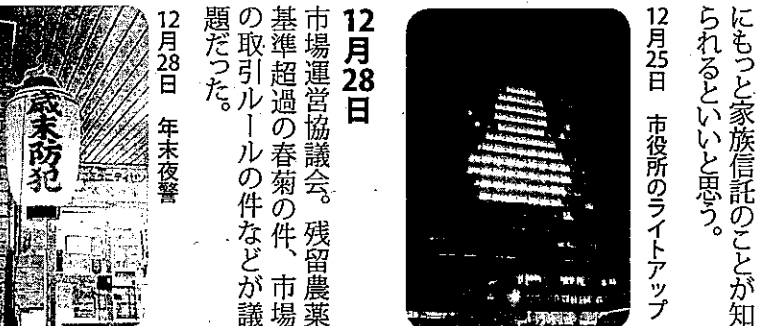 にもっと家族信託のことが知
られるといいと思う。
12月25日　市役所のライトアップ
12月28日
市場運営協議会。残留農薬
基準超過の春菊の件、市場
の取引ルールの件などが議
題だった。
12月28日　年末夜警
歳末防犯